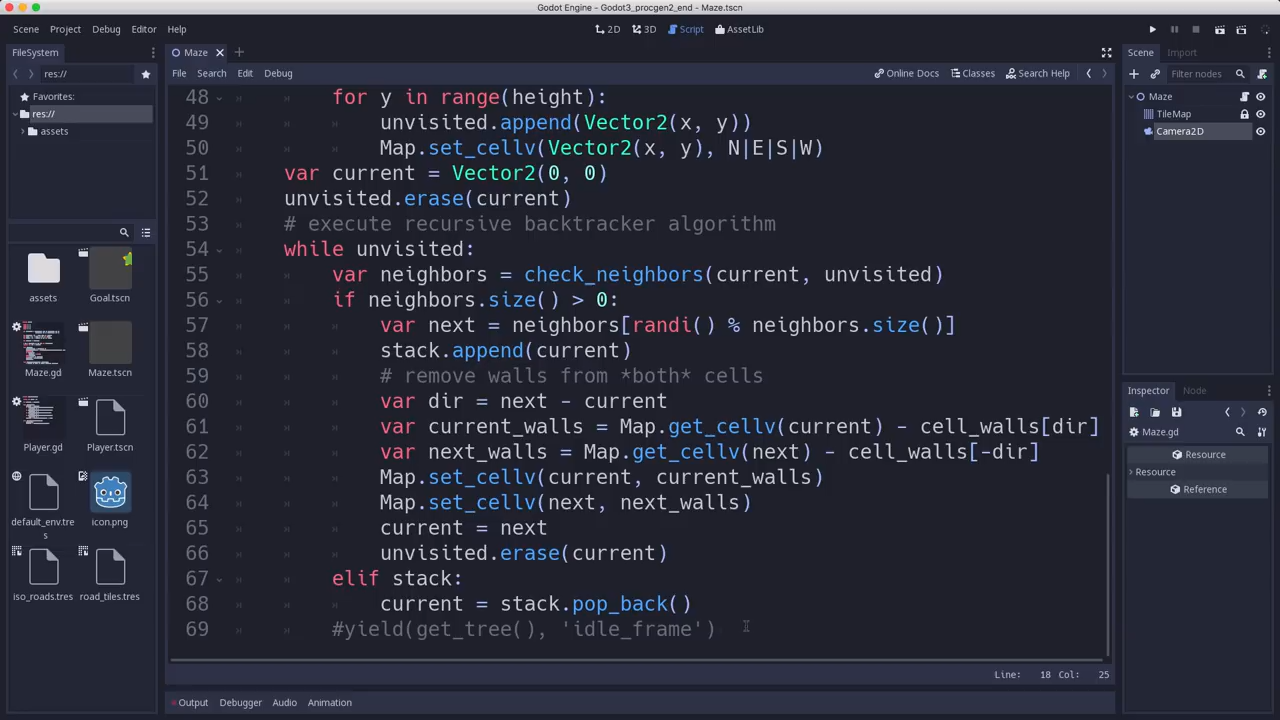 Godot Engine - Godot3_procgen2_end - Maze.tscn
Scene Project Debug Editor Help
2D 3D Script AssetLib
FileSystem
res://
Favorites:
res://
assets
assets
Goal.tscn
Maze.gd
Maze.tscn
Player.gd
Player.tscn
default_env.tre
s
icon.png
iso_roads.tres
road_tiles.tres
Maze
File Search Edit Debug
Online Docs Classes Search Help
48 for y in range(height):
49 unvisited.append(Vector2(x, y))
50 Map.set_cellv(Vector2(x, y), N|E|S|W)
51 var current = Vector2(0, 0)
52 unvisited.erase(current)
53 # execute recursive backtracker algorithm
54 while unvisited:
55 var neighbors = check_neighbors(current, unvisited)
56 if neighbors.size() > 0:
57 var next = neighbors[randi() % neighbors.size()]
58 stack.append(current)
59 # remove walls from *both* cells
60 var dir = next - current
61 var current_walls = Map.get_cellv(current) - cell_walls[dir]
62 var next_walls = Map.get_cellv(next) - cell_walls[-dir]
63 Map.set_cellv(current, current_walls)
64 Map.set_cellv(next, next_walls)
65 current = next
66 unvisited.erase(current)
67 elif stack:
68 current = stack.pop_back()
69 #yield(get_tree(), 'idle_frame')
Line: 18 Col: 25
Output Debugger Audio Animation
Scene Import
Filter nodes
Maze
TileMap
Camera2D
Inspector Node
Maze.gd
Resource
Resource
Reference